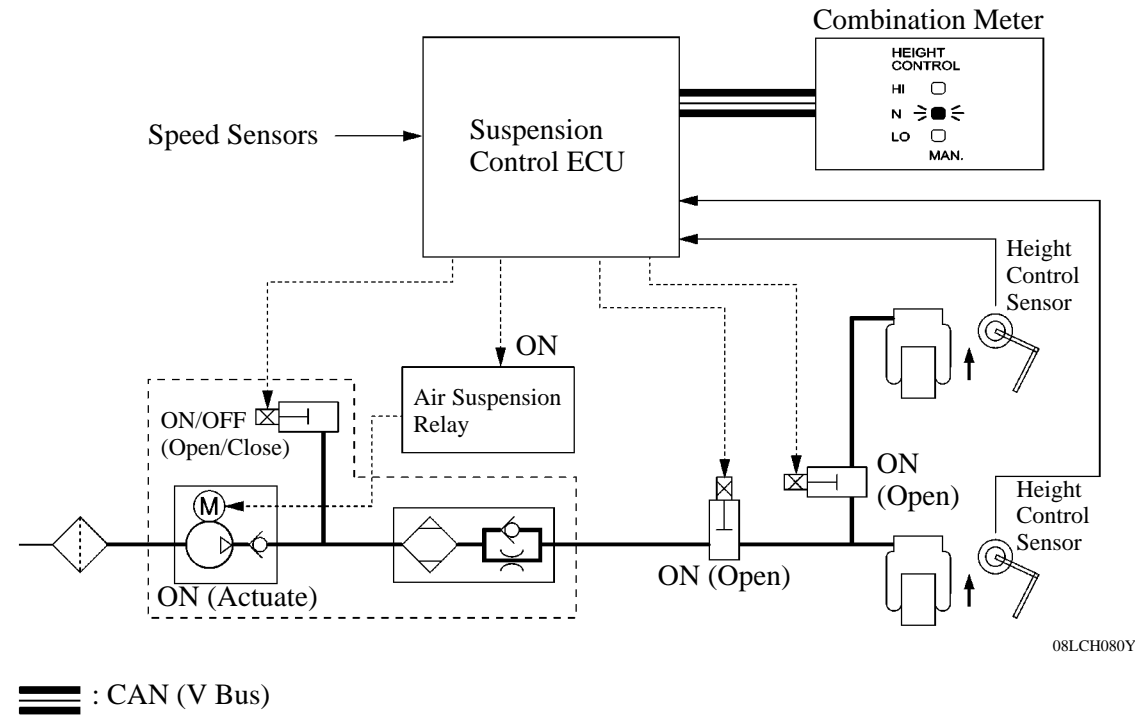 Combination Meter
HEIGHT
CONTROL
HI
N
LO
MAN.
Speed Sensors
Suspension
Control ECU
Height
Control
Sensor
ON
Air Suspension
Relay
ON/OFF
(Open/Close)
ON
(Open)
M
Height
Control
Sensor
ON (Open)
ON (Actuate)
08LCH080Y
: CAN (V Bus)